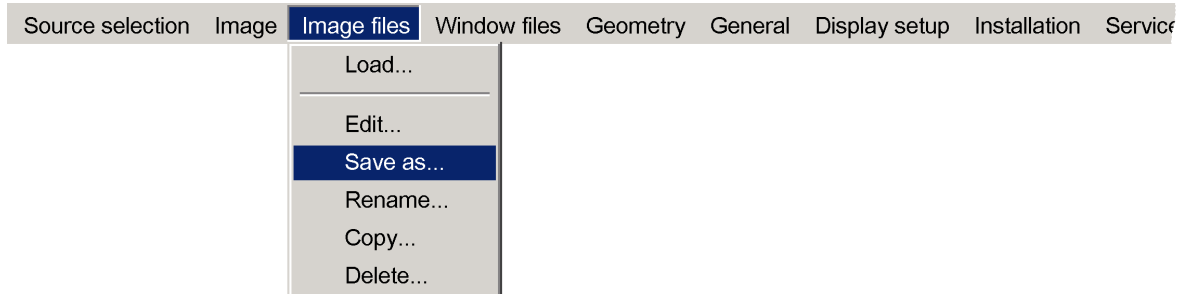 Source selection Image Image files Window files Geometry General Display setup Installation Service
Load...
Edit...
Save as...
Rename...
Copy...
Delete...